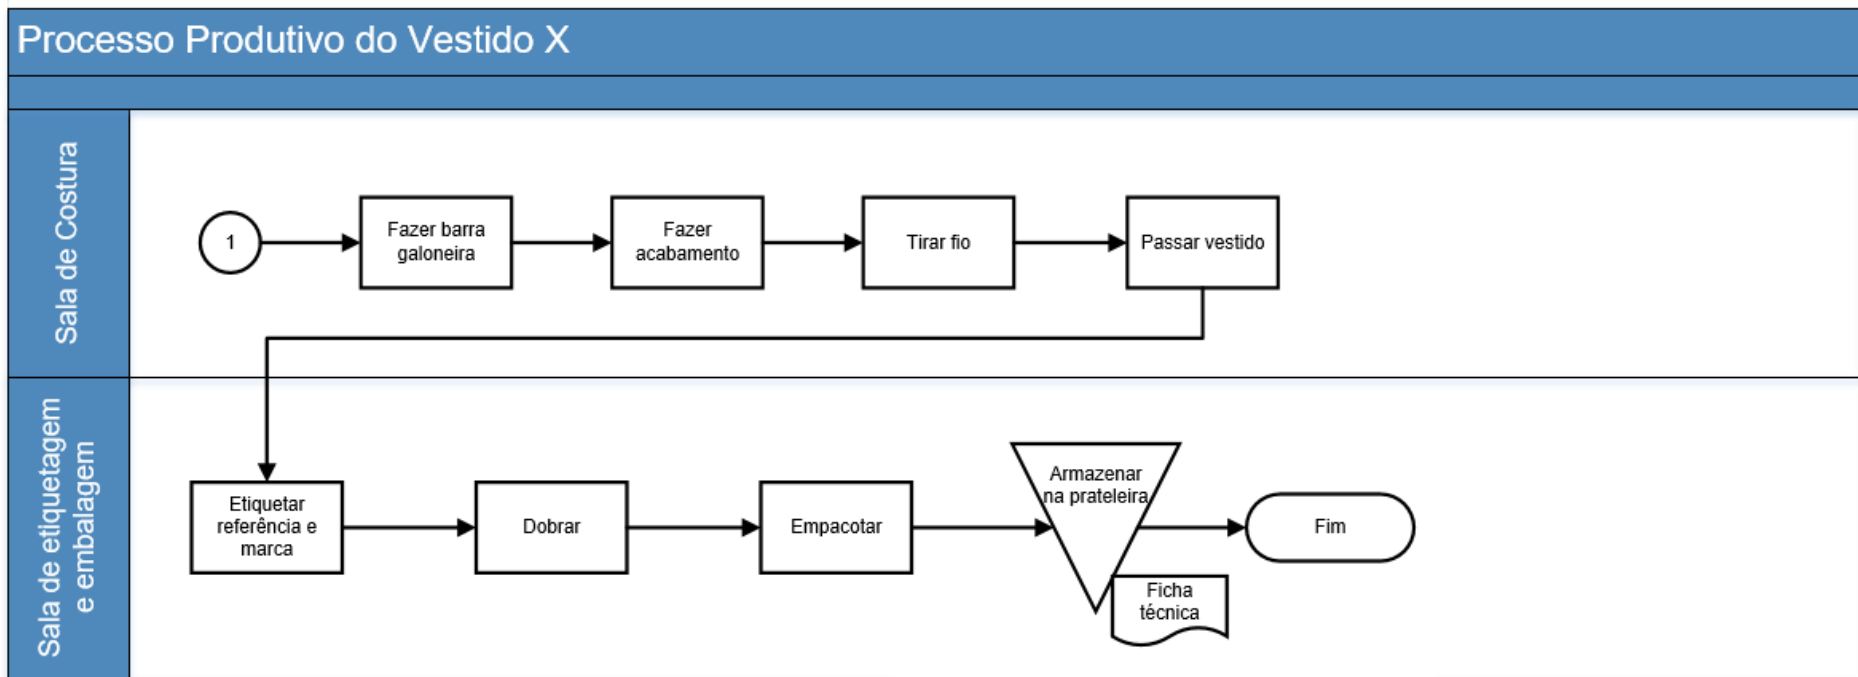 Processo Produtivo do Vestido X
Sala de Costura
1
Fazer barra
galoneira
Fazer
acabamento
Tirar fio
Passar vestido
Sala de etiquetagem
e embalagem
Etiquetar
referência e
marca
Dobrar
Empacotar
Armazenar
na prateleira
Ficha
técnica
Fim